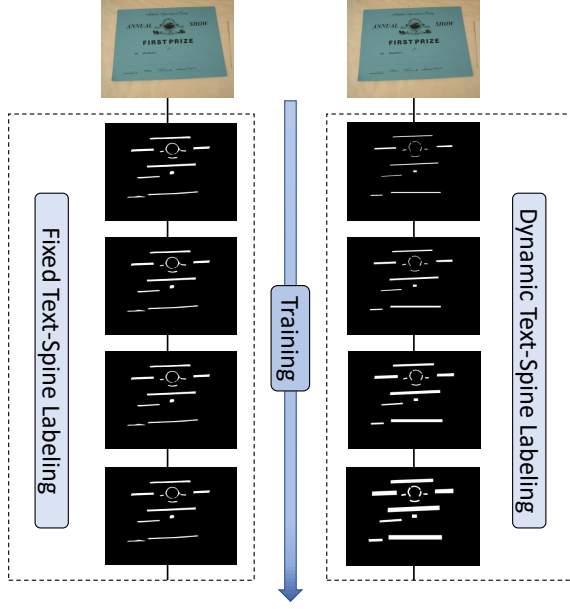 ANNUAL SHOW
FIRST PRIZE
ANNUAL SHOW
FIRST PRIZE
Fixed Text-Spine Labeling
Training
Dynamic Text-Spine Labeling